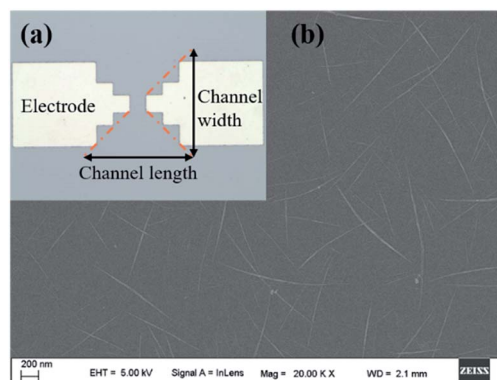 (a)
(b)
Electrode
Channel
width
Channel length
200 nm
EHT = 5.00 kV
Signal A = InLens
Mag = 20.00 K X
WD = 2.1 mm
ZEISS